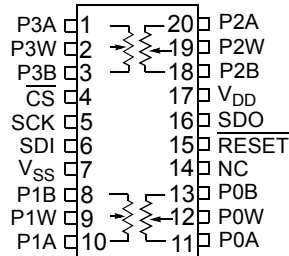 P3A 1 20 P2A
P3W 2 19 P2W
P3B 3 18 P2B
C̅S̅ 4 17 VDD
SCK 5 16 SDO
SDI 6 15 R̅E̅S̅E̅T̅
VSS 7 14 NC
P1B 8 13 P0B
P1W 9 12 P0W
P1A 10 11 P0A